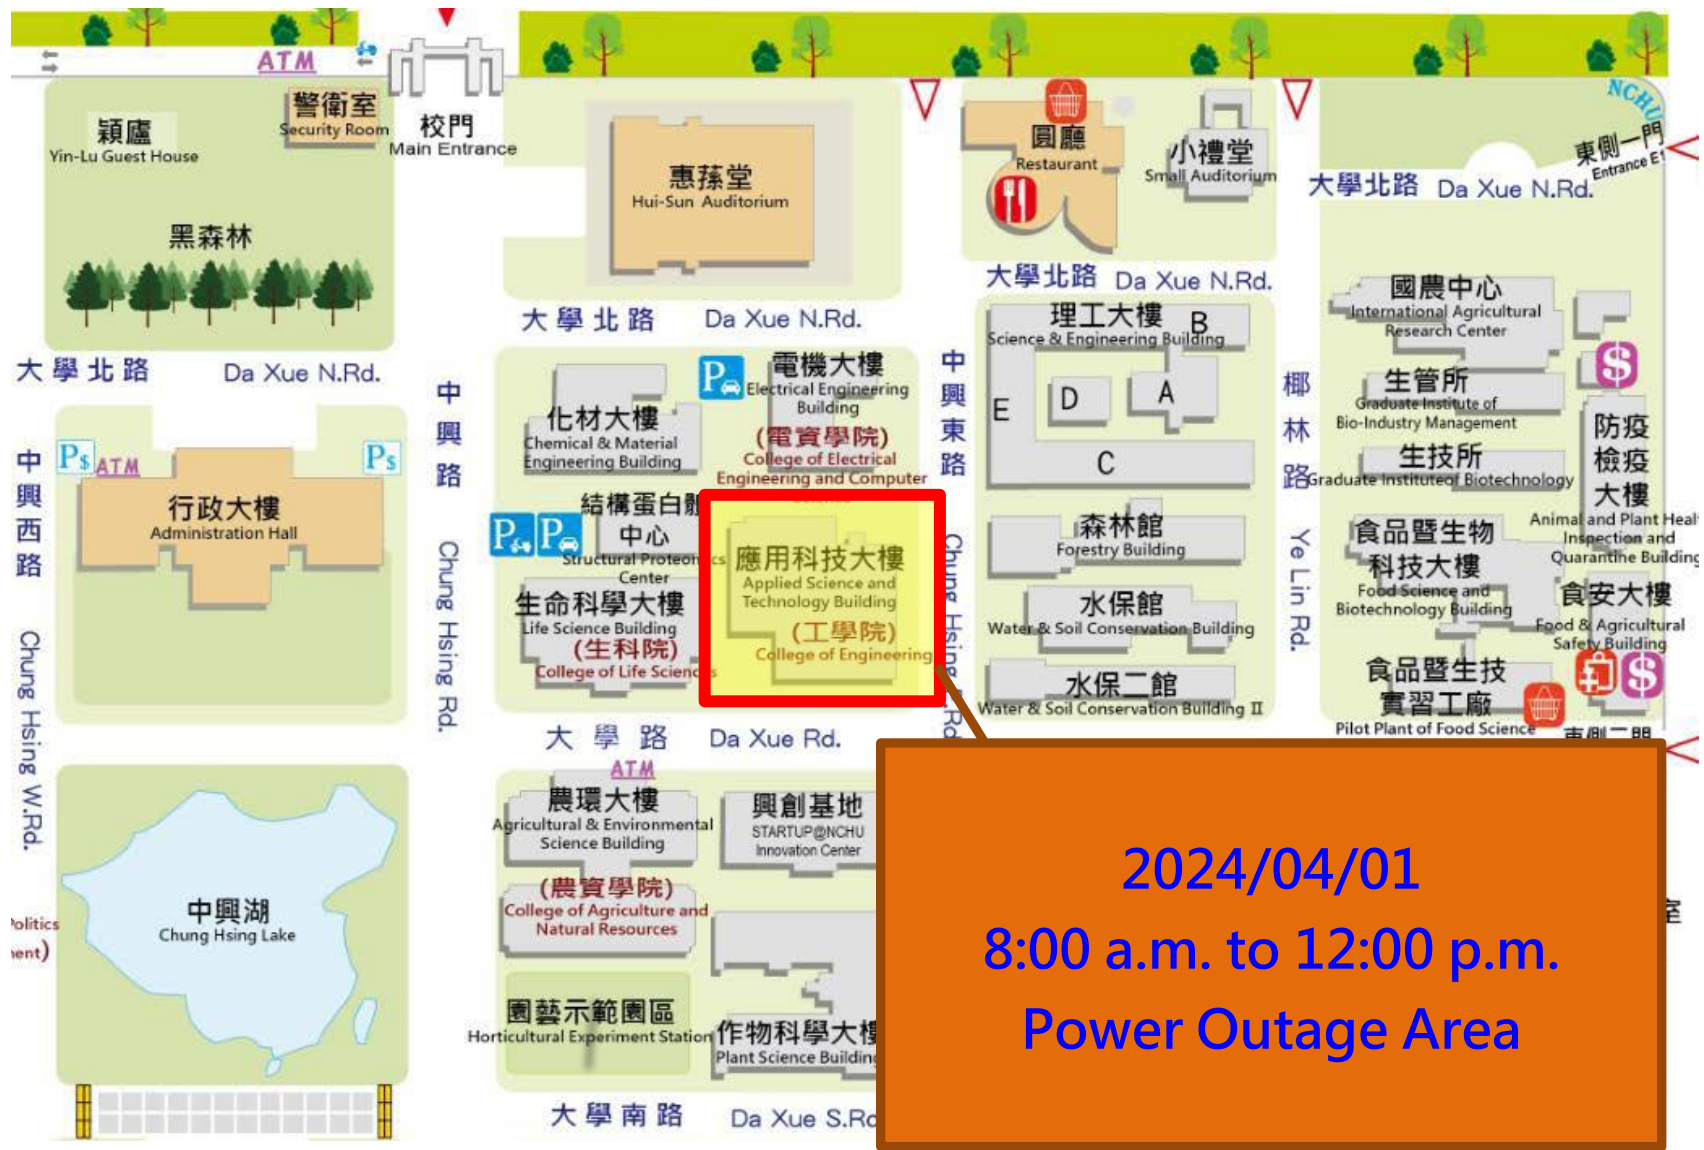 ATM
警衛室
Security Room
校門
Main Entrance
穎廬
Yin-Lu Guest House
黑森林
大學北路 Da Xue N.Rd.
惠蓀堂
Hui-Sun Auditorium
大學北路 Da Xue N.Rd.
圓廳
Restaurant
小禮堂
Small Auditorium
大學北路 Da Xue N.Rd.
NCHU
東側一門
Entrance E1
大學北路 Da Xue N.Rd.
中興西路 Chung Hsing W.Rd.
P$
ATM
P$
行政大樓
Administration Hall
中興路 Chung Hsing Rd.
化材大樓
Chemical & Material
Engineering Building
P
電機大樓
Electrical Engineering
Building
(電資學院)
College of Electrical
Engineering and Computer
P
P
結構蛋白體
中心
Structural Proteomics
Center
生命科學大樓
Life Science Building
(生科院)
College of Life Sciences
應用科技大樓
Applied Science and
Technology Building
(工學院)
College of Engineering
中興東路 Chung Hsing E.Rd.
理工大樓
Science & Engineering Building
B
A
D
E
C
森林館
Forestry Building
水保館
Water & Soil Conservation Building
水保二館
Water & Soil Conservation Building II
椰林路 Ye Lin Rd.
國農中心
International Agricultural
Research Center
$
生管所
Graduate Institute of
Bio-Industry Management
生技所
Graduate Instituteof Biotechnology
防疫
檢疫
大樓
Animal and Plant Heal
Inspection and
Quarantine Building
食品暨生物
科技大樓
Food Science and
Biotechnology Building
食安大樓
Food & Agricultural
Safety Building
$
食品暨生技
實習工廠
Pilot Plant of Food Science
東側二門
大學路 Da Xue Rd.
中興湖
Chung Hsing Lake
Politics
ment)
ATM
農環大樓
Agricultural & Environmental
Science Building
(農資學院)
College of Agriculture and
Natural Resources
興創基地
STARTUP@NCHU
Innovation Center
園藝示範園區
Horticultural Experiment Station
作物科學大樓
Plant Science Building
大學南路 Da Xue S.Rd
室
2024/04/01
8:00 a.m. to 12:00 p.m.
Power Outage Area